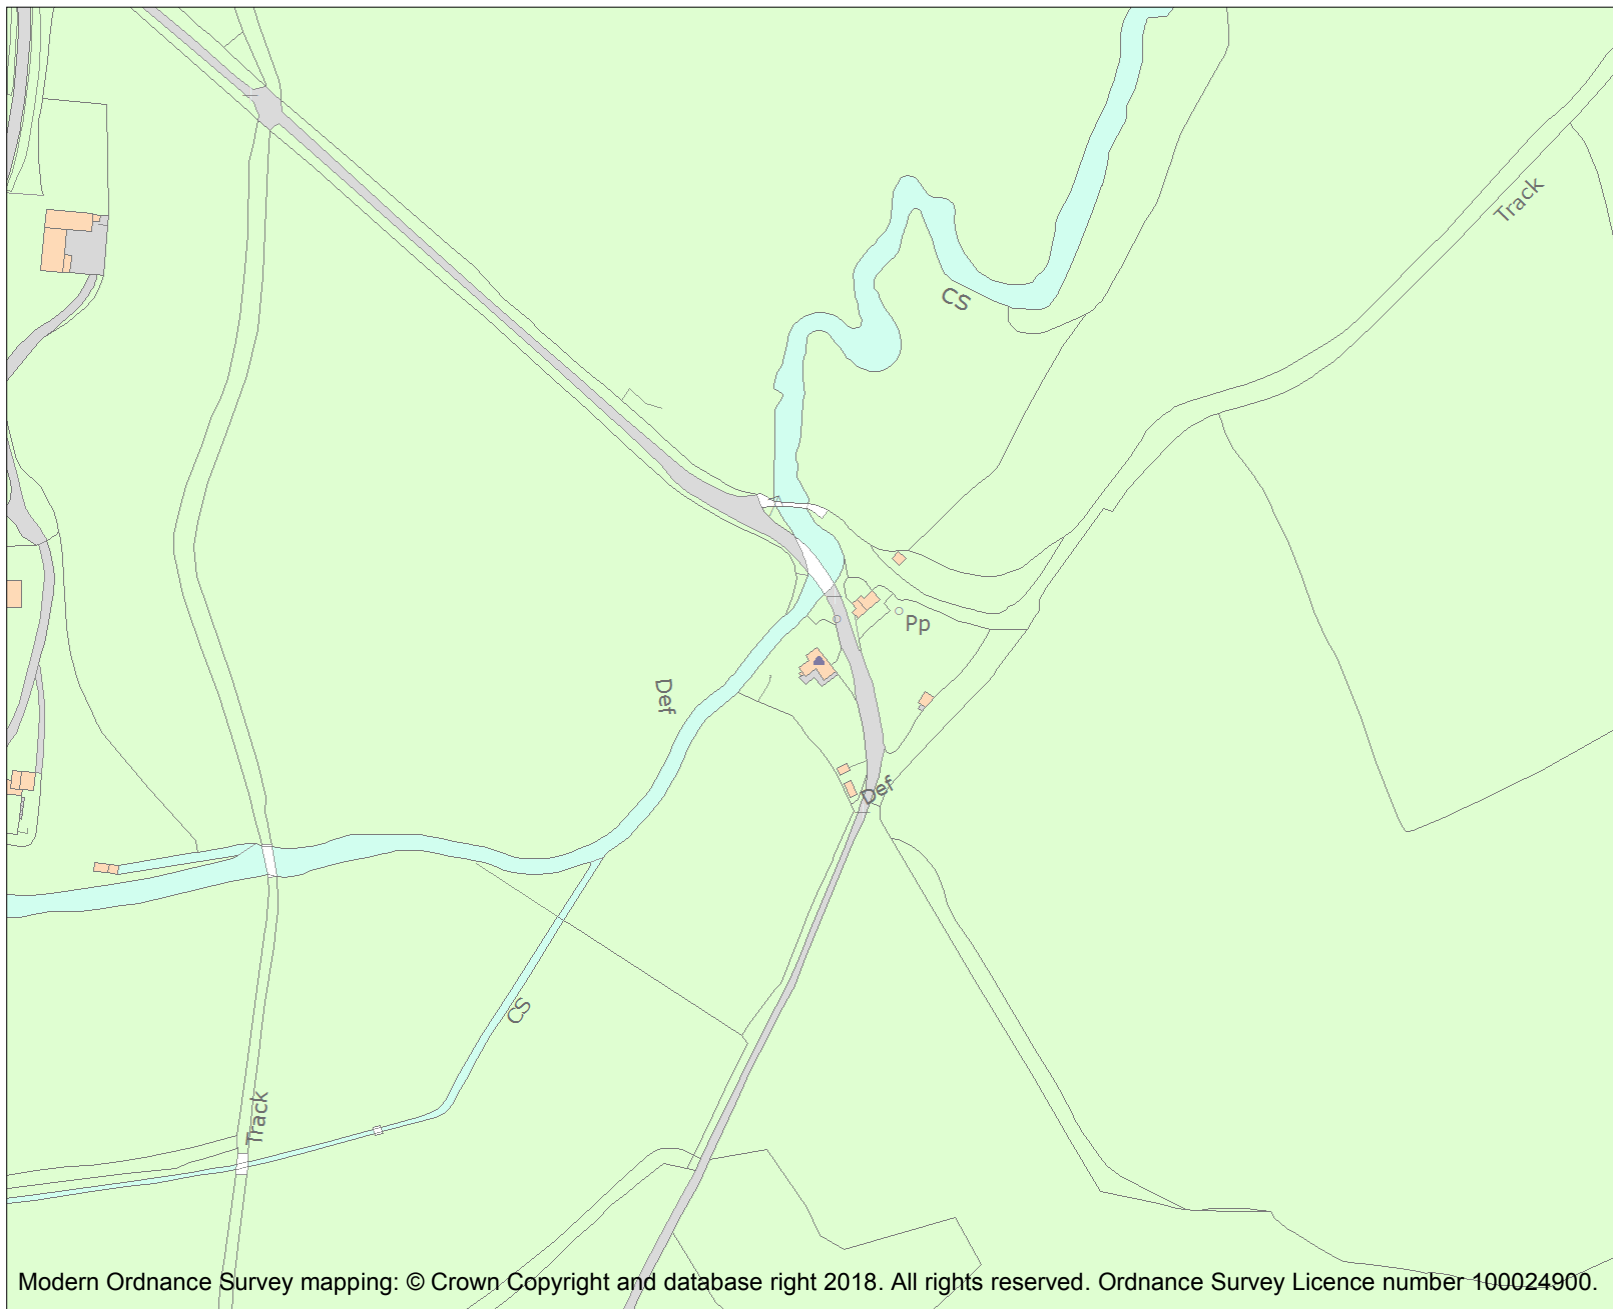 Track
CS
Pp
Def
Def
CS
Track
Modern Ordnance Survey mapping: © Crown Copyright and database right 2018. All rights reserved. Ordnance Survey Licence number 100024900.